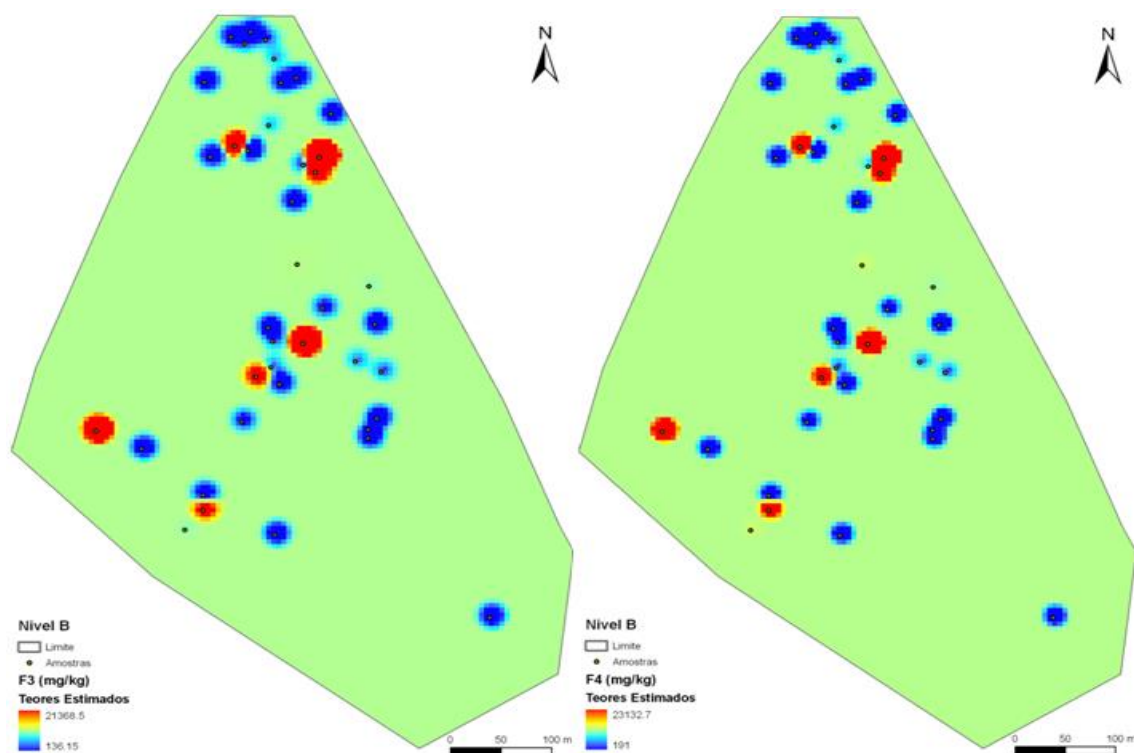 N
Nivel B
Limite
Amostras
F3 (mg/kg)
Teores Estimados
21368.5
136.15
0 50 100 m
N
Nivel B
Limite
Amostras
F4 (mg/kg)
Teores Estimados
23132.7
191
0 50 100 m